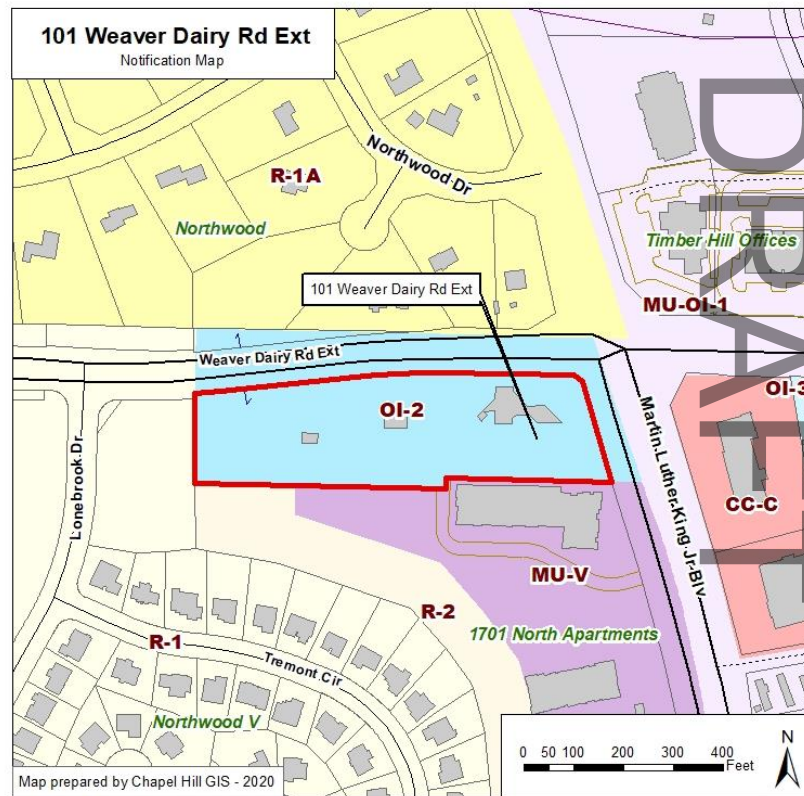 101 Weaver Dairy Rd Ext
Notification Map
Northwood Dr
R-1A
Northwood
Timber Hill Offices
101 Weaver Dairy Rd Ext
MU-OI-1
Weaver Dairy Rd Ext
OI-3
OI-2
Martin Luther King Jr Blv
Lonebrook Dr
CC-C
MU-V
R-2
1701 North Apartments
R-1
Tremont Cir
Northwood V
0 50 100 200 300 400
Feet
N
Map prepared by Chapel Hill GIS - 2020
DRAFT